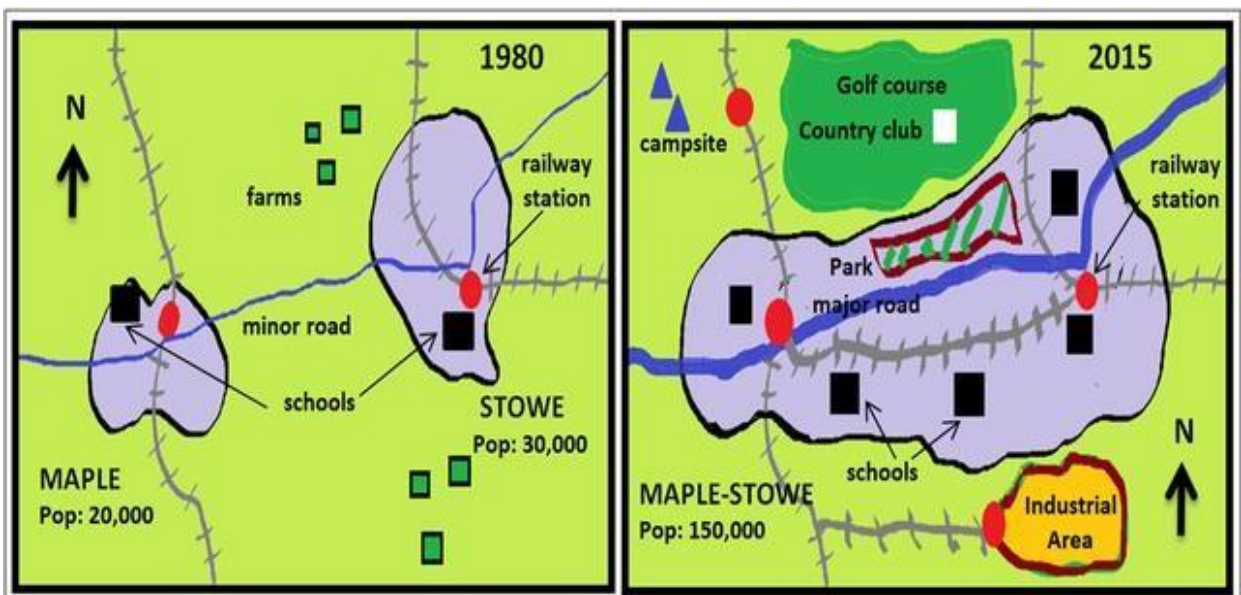 1980
N
railway
station
farms
minor road
schools
STOWE
Pop: 30,000
MAPLE
Pop: 20,000
2015
Golf course
Country club
campsite
railway
station
Park
major road
schools
N
MAPLE-STOWE
Pop: 150,000
Industrial
Area